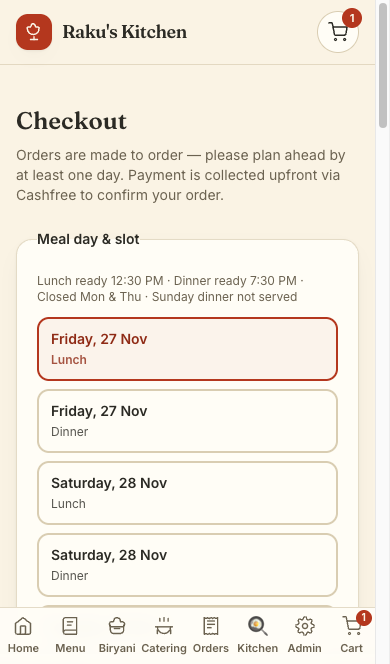 Raku's Kitchen
1
Checkout
Orders are made to order — please plan ahead by
at least one day. Payment is collected upfront via
Cashfree to confirm your order.
Meal day & slot
Lunch ready 12:30 PM · Dinner ready 7:30 PM ·
Closed Mon & Thu · Sunday dinner not served
Friday, 27 Nov
Lunch
Friday, 27 Nov
Dinner
Saturday, 28 Nov
Lunch
Saturday, 28 Nov
Dinner
1
Home Menu Biryani Catering Orders Kitchen Admin Cart